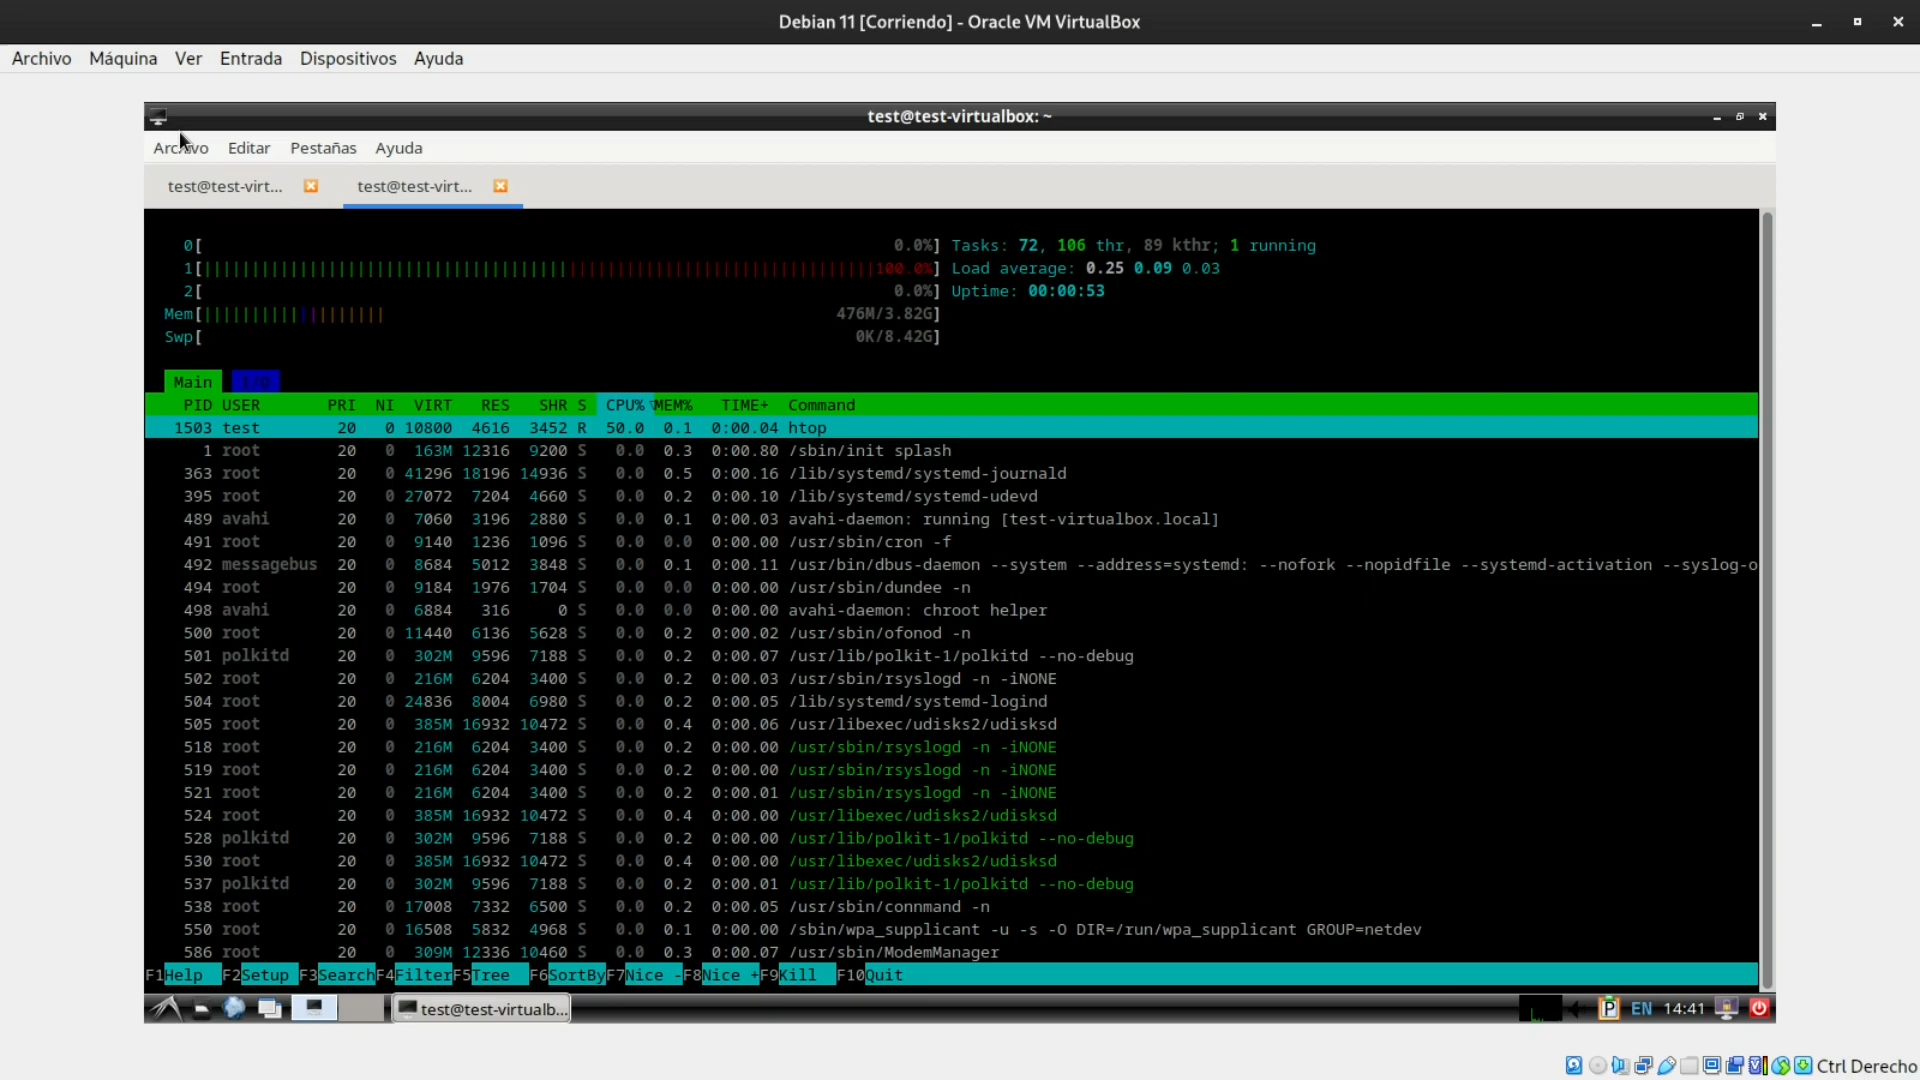 Debian 11 [Corriendo] - Oracle VM VirtualBox
Archivo Máquina Ver Entrada Dispositivos Ayuda
test@test-virtualbox: ~
Archivo Editar Pestañas Ayuda
test@test-virt... test@test-virt...
0[ 0.0%] Tasks: 72, 106 thr, 89 kthr; 1 running
1[||||||||||||||||||||||||||||||||||||||||||||||||||||||||||||||||||||||100.0%] Load average: 0.25 0.09 0.03
2[ 0.0%] Uptime: 00:00:53
Mem[||||||||||||||||||| 476M/3.82G]
Swp[ 0K/8.42G]
Main I/O
PID USER PRI NI VIRT RES SHR S CPU%▽MEM% TIME+ Command
1503 test 20 0 10800 4616 3452 R 50.0 0.1 0:00.04 htop
1 root 20 0 163M 12316 9200 S 0.0 0.3 0:00.80 /sbin/init splash
363 root 20 0 41296 18196 14936 S 0.0 0.5 0:00.16 /lib/systemd/systemd-journald
395 root 20 0 27072 7204 4660 S 0.0 0.2 0:00.10 /lib/systemd/systemd-udevd
489 avahi 20 0 7060 3196 2880 S 0.0 0.1 0:00.03 avahi-daemon: running [test-virtualbox.local]
491 root 20 0 9140 1236 1096 S 0.0 0.0 0:00.00 /usr/sbin/cron -f
492 messagebus 20 0 8684 5012 3848 S 0.0 0.1 0:00.11 /usr/bin/dbus-daemon --system --address=systemd: --nofork --nopidfile --systemd-activation --syslog-o
494 root 20 0 9184 1976 1704 S 0.0 0.0 0:00.00 /usr/sbin/dundee -n
498 avahi 20 0 6884 316 0 S 0.0 0.0 0:00.00 avahi-daemon: chroot helper
500 root 20 0 11440 6136 5628 S 0.0 0.2 0:00.02 /usr/sbin/ofonod -n
501 polkitd 20 0 302M 9596 7188 S 0.0 0.2 0:00.07 /usr/lib/polkit-1/polkitd --no-debug
502 root 20 0 216M 6204 3400 S 0.0 0.2 0:00.03 /usr/sbin/rsyslogd -n -iNONE
504 root 20 0 24836 8004 6980 S 0.0 0.2 0:00.05 /lib/systemd/systemd-logind
505 root 20 0 385M 16932 10472 S 0.0 0.4 0:00.06 /usr/libexec/udisks2/udisksd
518 root 20 0 216M 6204 3400 S 0.0 0.2 0:00.00 /usr/sbin/rsyslogd -n -iNONE
519 root 20 0 216M 6204 3400 S 0.0 0.2 0:00.00 /usr/sbin/rsyslogd -n -iNONE
521 root 20 0 216M 6204 3400 S 0.0 0.2 0:00.01 /usr/sbin/rsyslogd -n -iNONE
524 root 20 0 385M 16932 10472 S 0.0 0.4 0:00.00 /usr/libexec/udisks2/udisksd
528 polkitd 20 0 302M 9596 7188 S 0.0 0.2 0:00.00 /usr/lib/polkit-1/polkitd --no-debug
530 root 20 0 385M 16932 10472 S 0.0 0.4 0:00.00 /usr/libexec/udisks2/udisksd
537 polkitd 20 0 302M 9596 7188 S 0.0 0.2 0:00.01 /usr/lib/polkit-1/polkitd --no-debug
538 root 20 0 17008 7332 6500 S 0.0 0.2 0:00.05 /usr/sbin/connmand -n
550 root 20 0 16508 5832 4968 S 0.0 0.1 0:00.00 /sbin/wpa_supplicant -u -s -O DIR=/run/wpa_supplicant GROUP=netdev
586 root 20 0 309M 12336 10460 S 0.0 0.3 0:00.07 /usr/sbin/ModemManager
F1Help F2Setup F3SearchF4FilterF5Tree F6SortByF7Nice -F8Nice +F9Kill F10Quit
test@test-virtualb... P EN 14:41
Ctrl Derecho